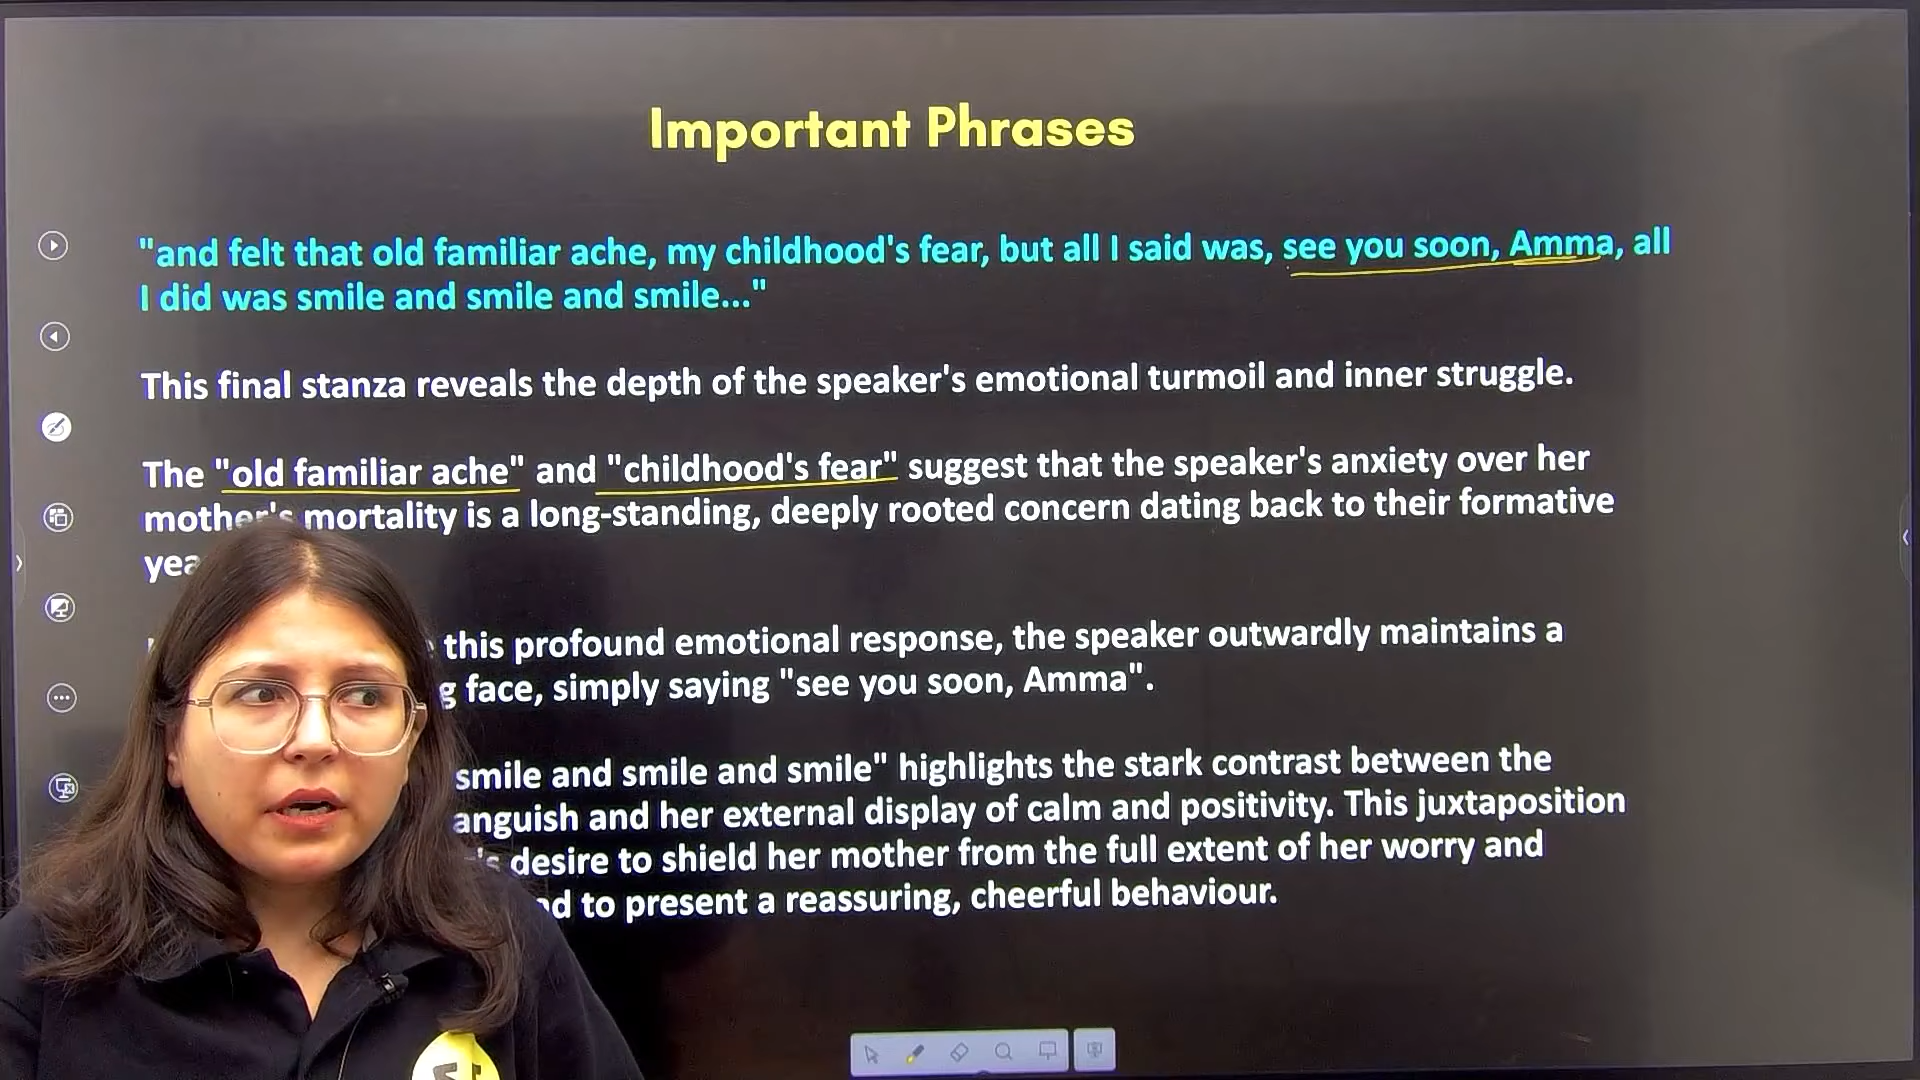 Important Phrases
"and felt that old familiar ache, my childhood's fear, but all I said was, see you soon, Amma, all
I did was smile and smile and smile..."
This final stanza reveals the depth of the speaker's emotional turmoil and inner struggle.
The "old familiar ache" and "childhood's fear" suggest that the speaker's anxiety over her
mother's mortality is a long-standing, deeply rooted concern dating back to their formative
this profound emotional response, the speaker outwardly maintains a
face, simply saying "see you soon, Amma".
smile and smile and smile" highlights the stark contrast between the
anguish and her external display of calm and positivity. This juxtaposition
desire to shield her mother from the full extent of her worry and
to present a reassuring, cheerful behaviour.